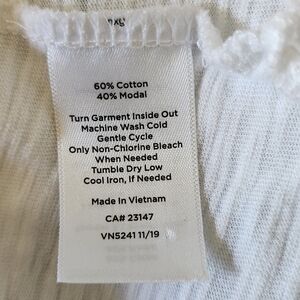 60% Cotton
40% Modal
Turn Garment Inside Out
Machine Wash Cold
Gentle Cycle
Only Non-Chlorine Bleach
When Needed
Tumble Dry Low
Cool Iron, if Needed
Made In Vietnam
CA# 23147
VN5241 11/19